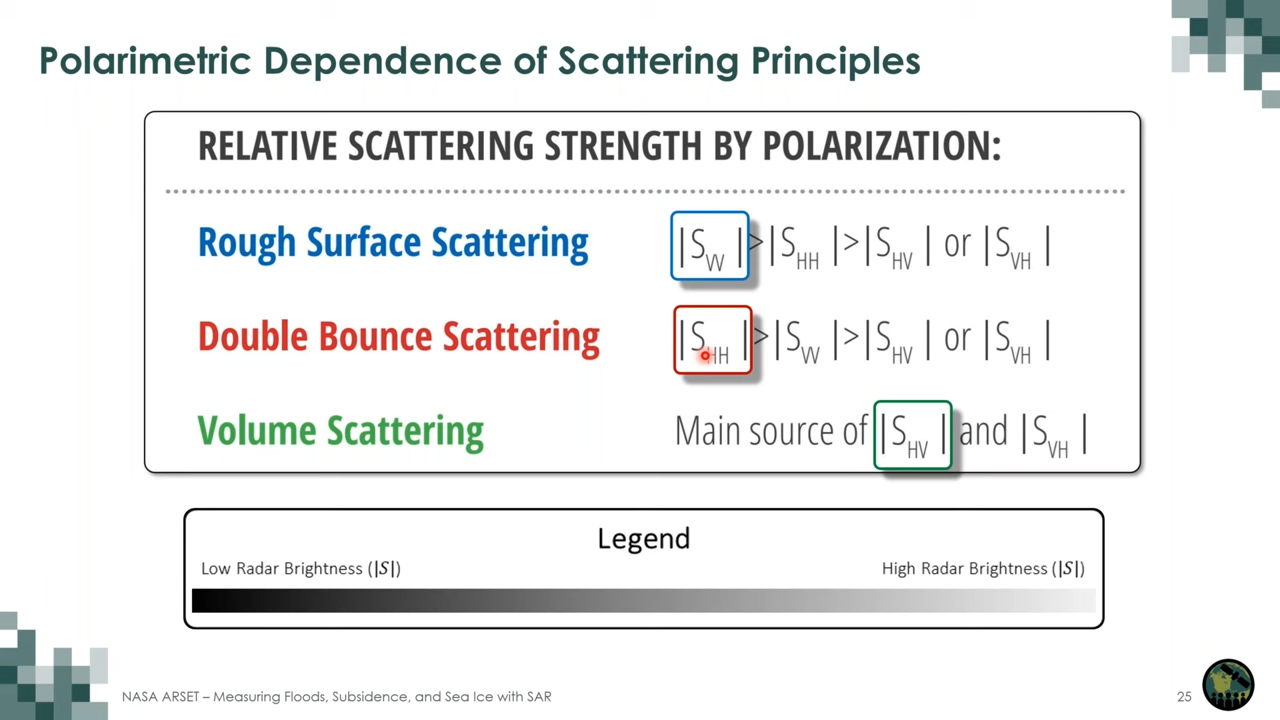 Polarimetric Dependence of Scattering Principles
RELATIVE SCATTERING STRENGTH BY POLARIZATION:
Rough Surface Scattering |S_VV| > |S_HH| > |S_HV| or |S_VH|
Double Bounce Scattering |S_HH| > |S_VV| > |S_HV| or |S_VH|
Volume Scattering Main source of |S_HV| and |S_VH|
Legend
Low Radar Brightness (|S|) High Radar Brightness (|S|)
NASA ARSET – Measuring Floods, Subsidence, and Sea Ice with SAR 25